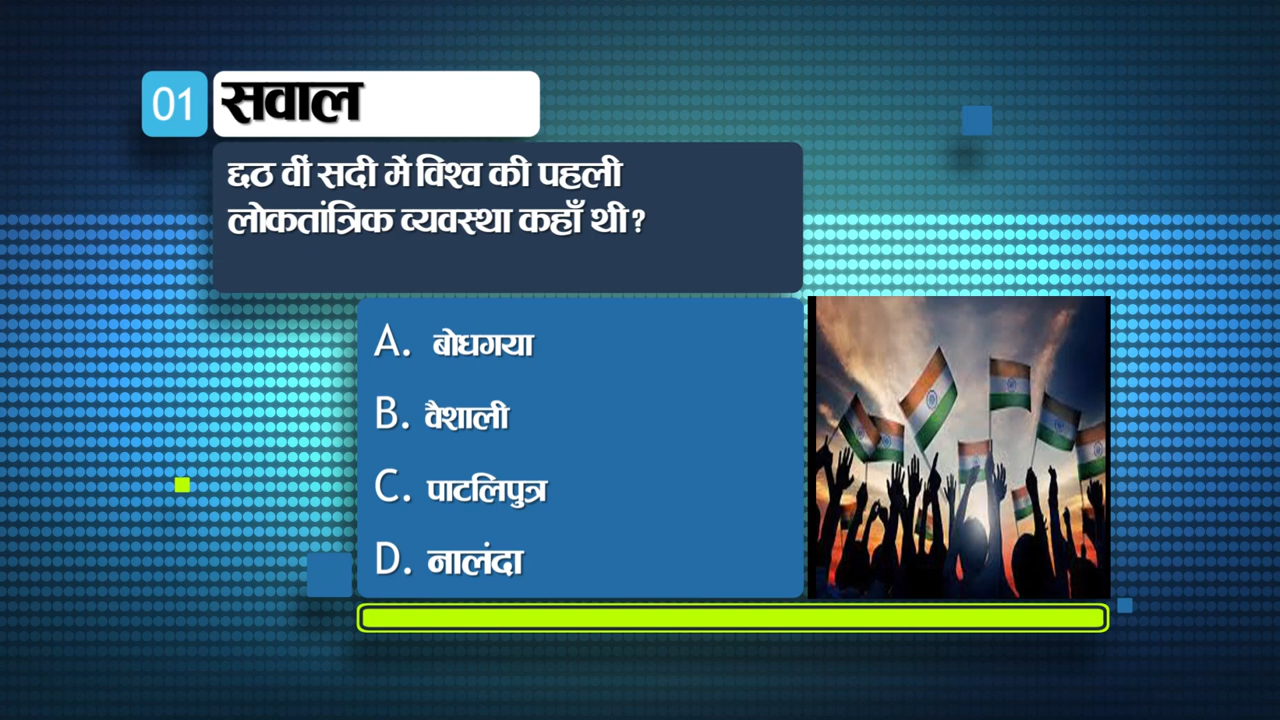 01 सवाल
छठ वीं सदी में विश्व की पहली
लोकतांत्रिक व्यवस्था कहाँ थी?
A. बोधगया
B. वैशाली
C. पाटलिपुत्र
D. नालंदा